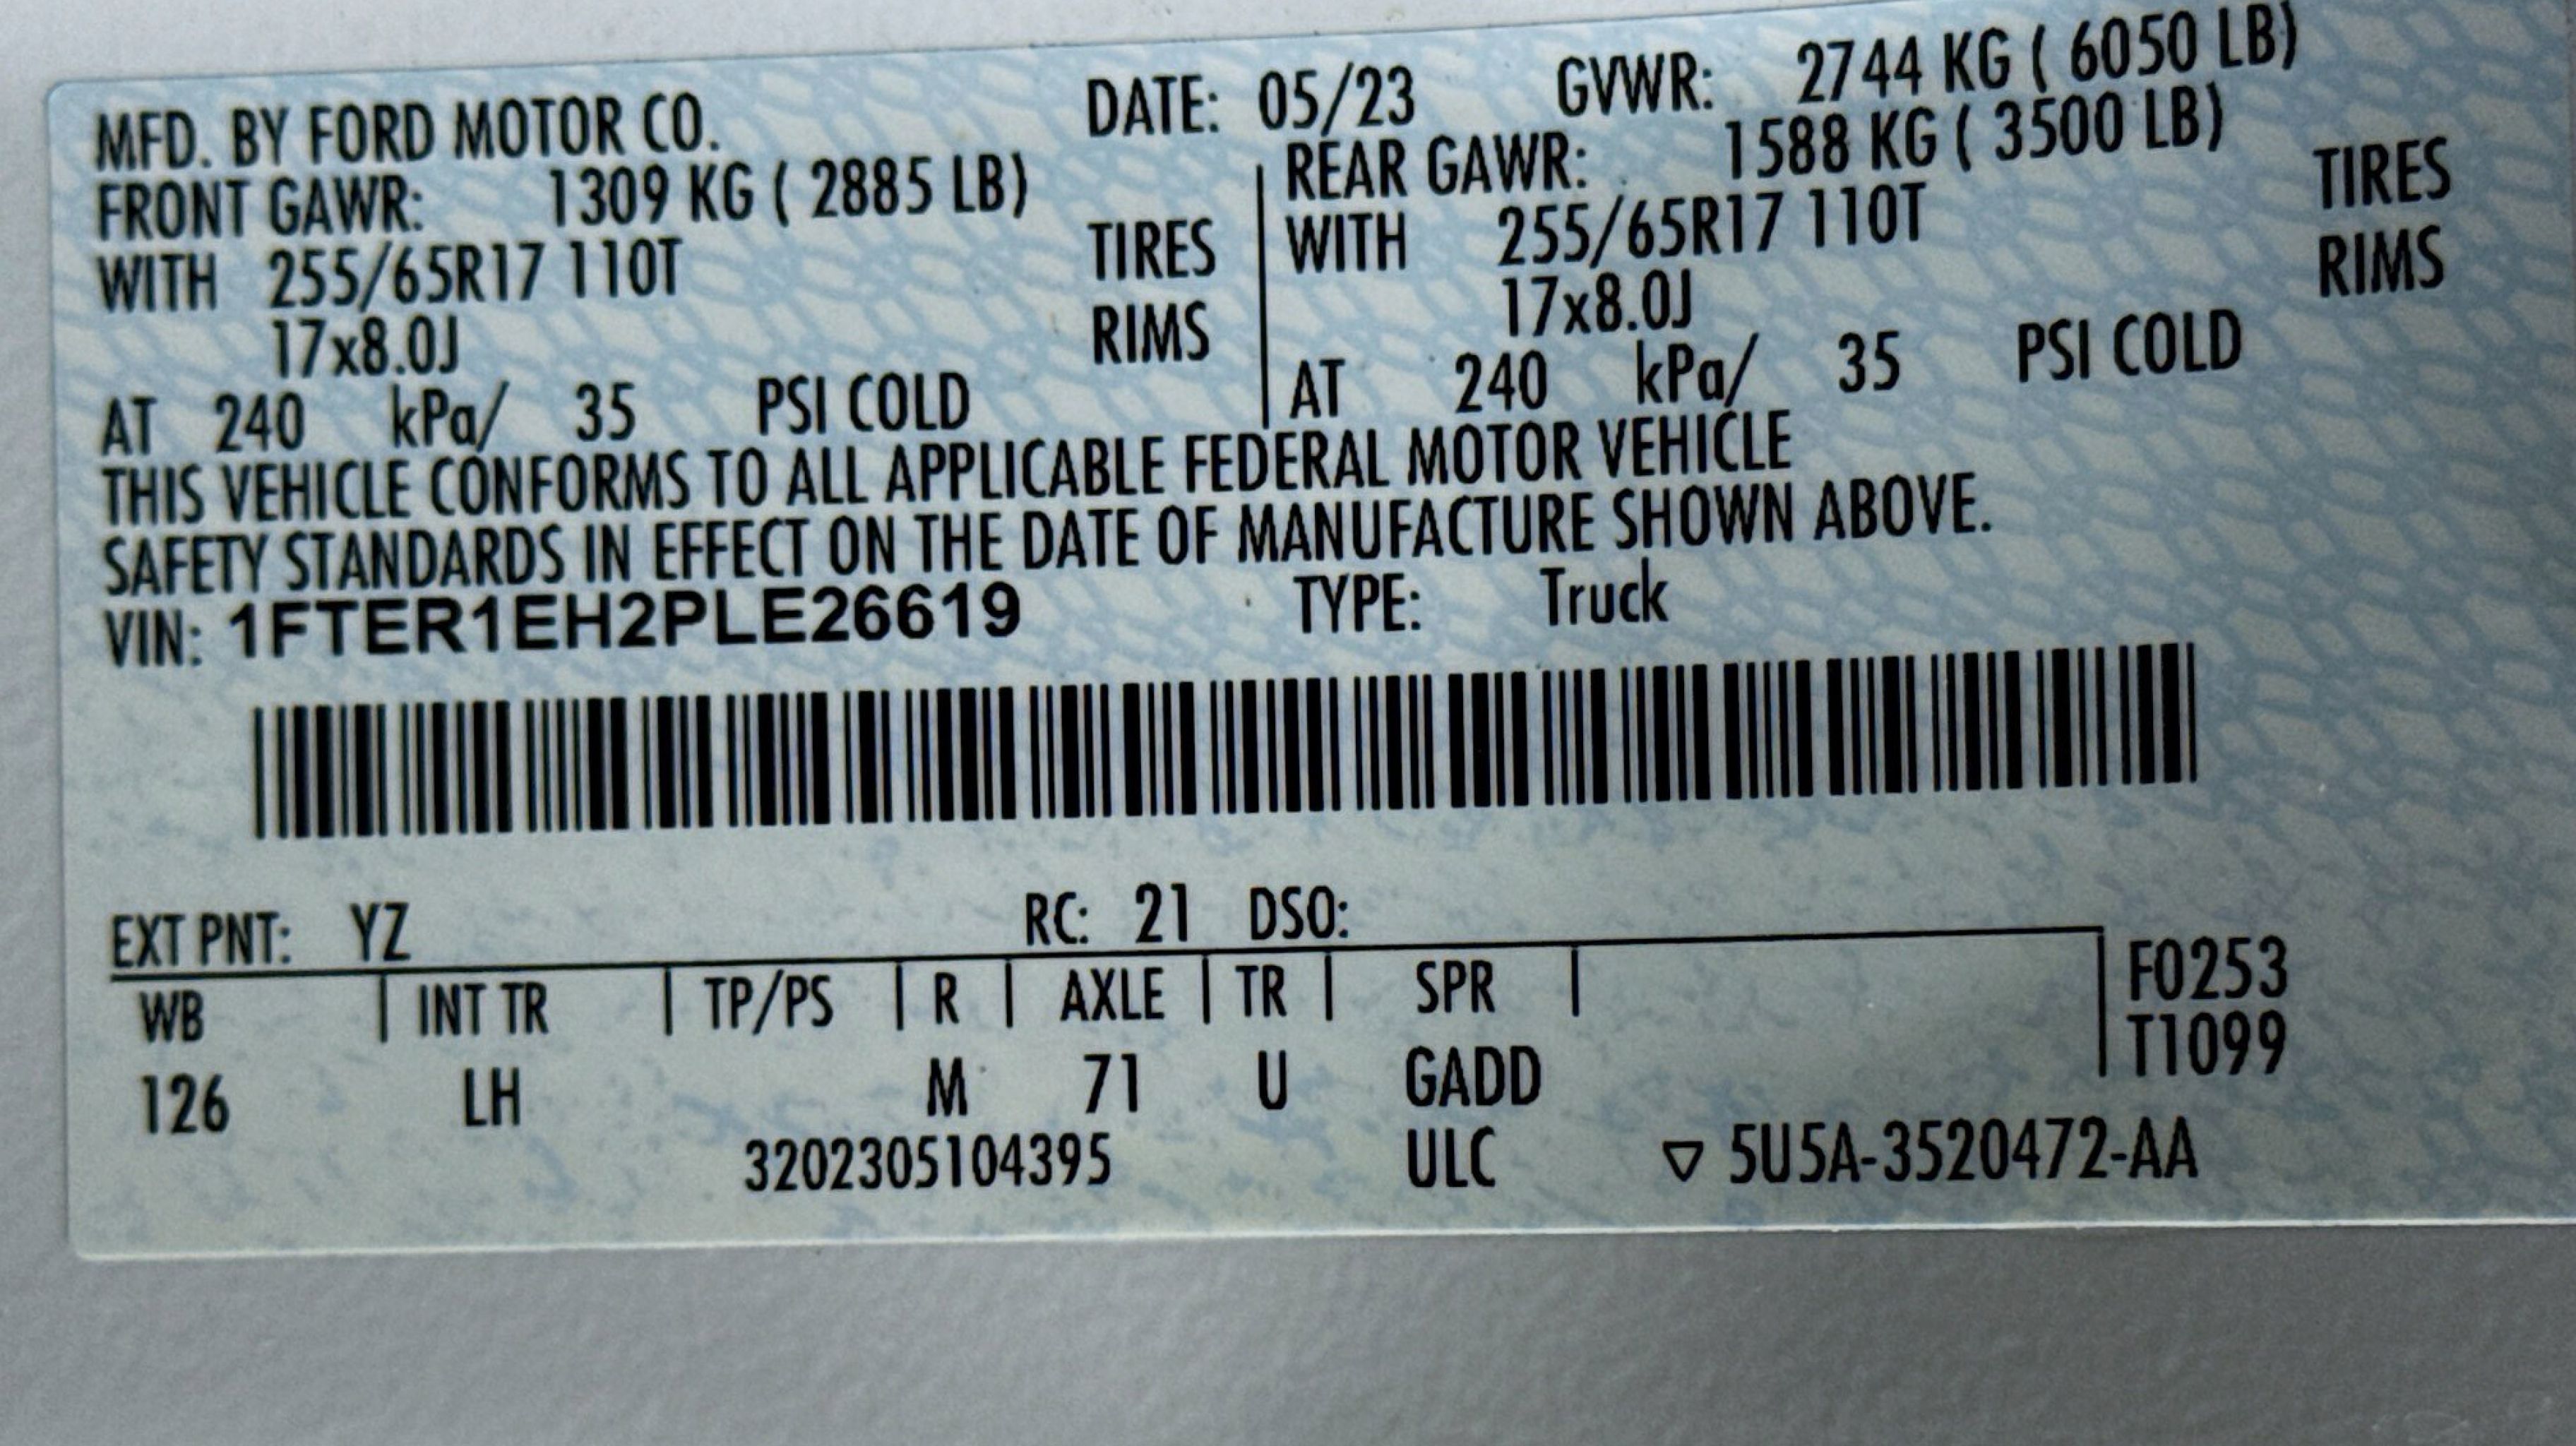 MFD. BY FORD MOTOR CO. DATE: 05/23 GVWR: 2744 KG ( 6050 LB)
FRONT GAWR: 1309 KG ( 2885 LB) REAR GAWR: 1588 KG ( 3500 LB)
WITH 255/65R17 110T TIRES WITH 255/65R17 110T TIRES
17x8.0J RIMS 17x8.0J RIMS
AT 240 kPa/ 35 PSI COLD AT 240 kPa/ 35 PSI COLD
THIS VEHICLE CONFORMS TO ALL APPLICABLE FEDERAL MOTOR VEHICLE
SAFETY STANDARDS IN EFFECT ON THE DATE OF MANUFACTURE SHOWN ABOVE.
VIN: 1FTER1EH2PLE26619 TYPE: Truck
EXT PNT: YZ RC: 21 DSO:
WB | INT TR | TP/PS | R | AXLE | TR | SPR | F0253
T1099
126 LH M 71 U GADD
3202305104395 ULC ▽ 5U5A-3520472-AA